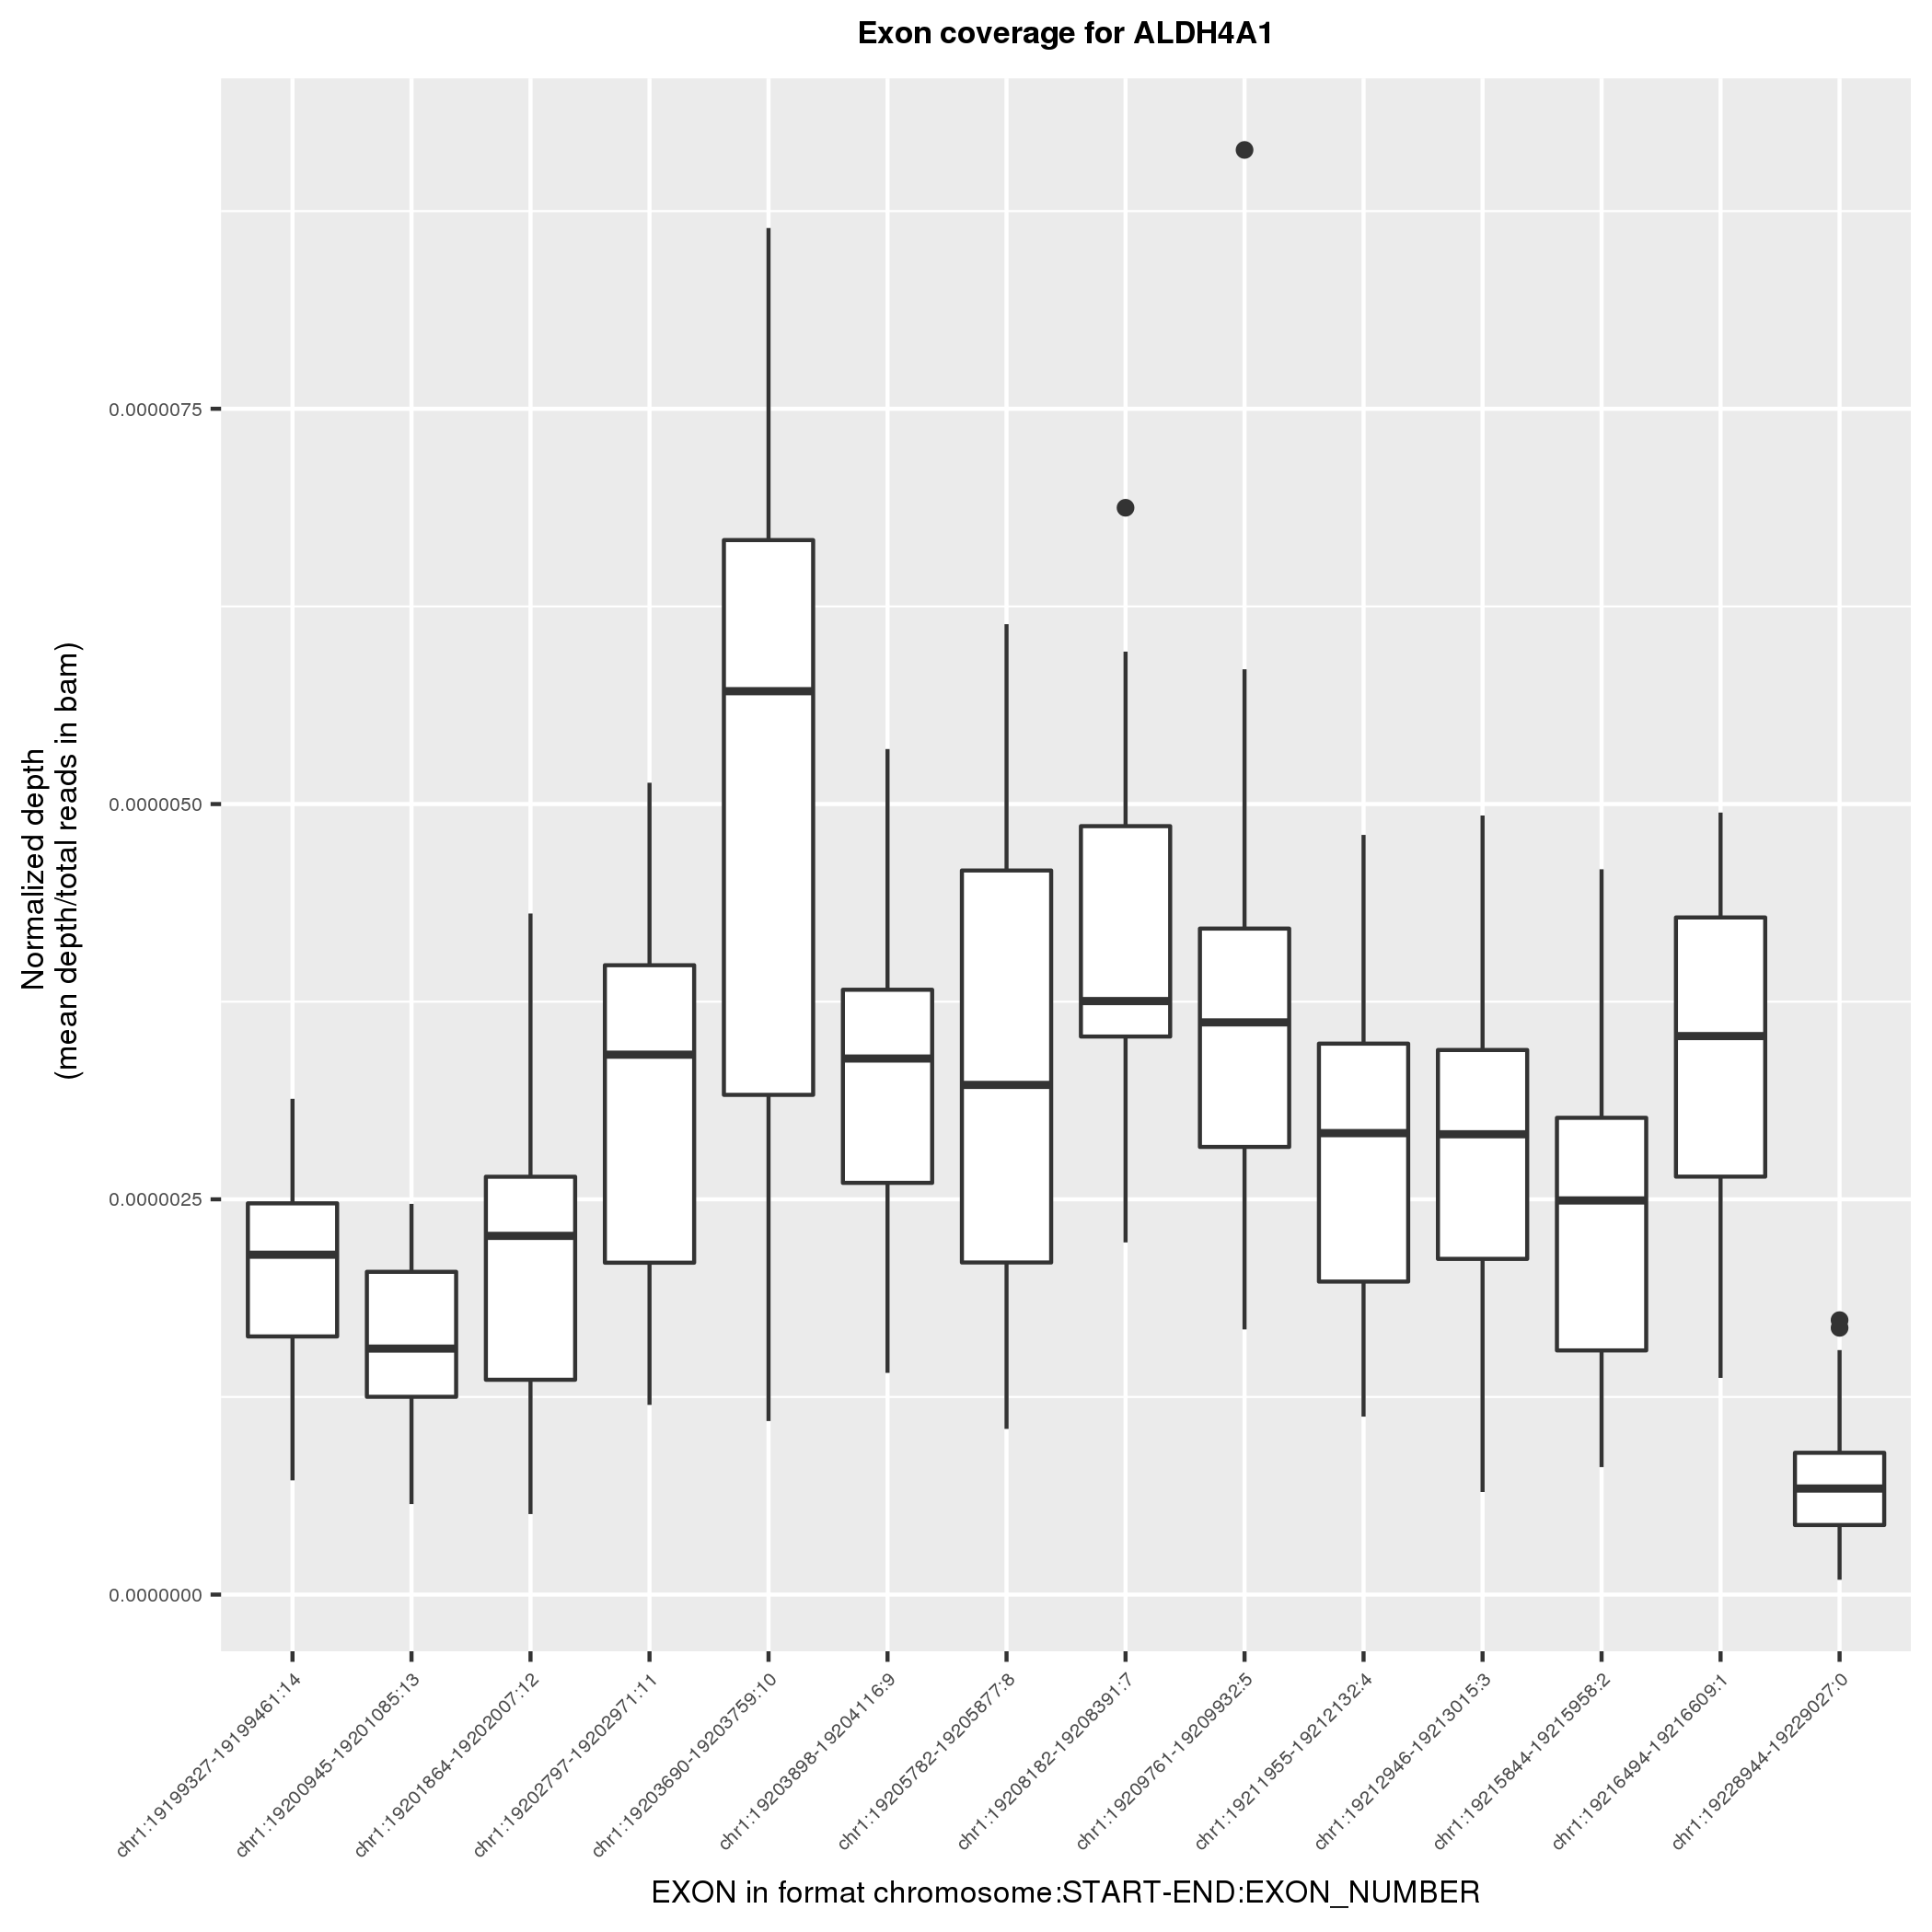 Exon coverage for ALDH4A1
Normalized depth
(mean depth/total reads in bam)
0.0000075
0.0000050
0.0000025
0.0000000
chr1:19199327-19199461:14
chr1:19200945-19201085:13
chr1:19201864-19202007:12
chr1:19202797-19202971:11
chr1:19203690-19203759:10
chr1:19203898-19204116:9
chr1:19205782-19205877:8
chr1:19208182-19208391:7
chr1:19209761-19209932:5
chr1:19211955-19212132:4
chr1:19212946-19213015:3
chr1:19215844-19215958:2
chr1:19216494-19216609:1
chr1:19228944-19229027:0
EXON in format chromosome:START-END:EXON_NUMBER